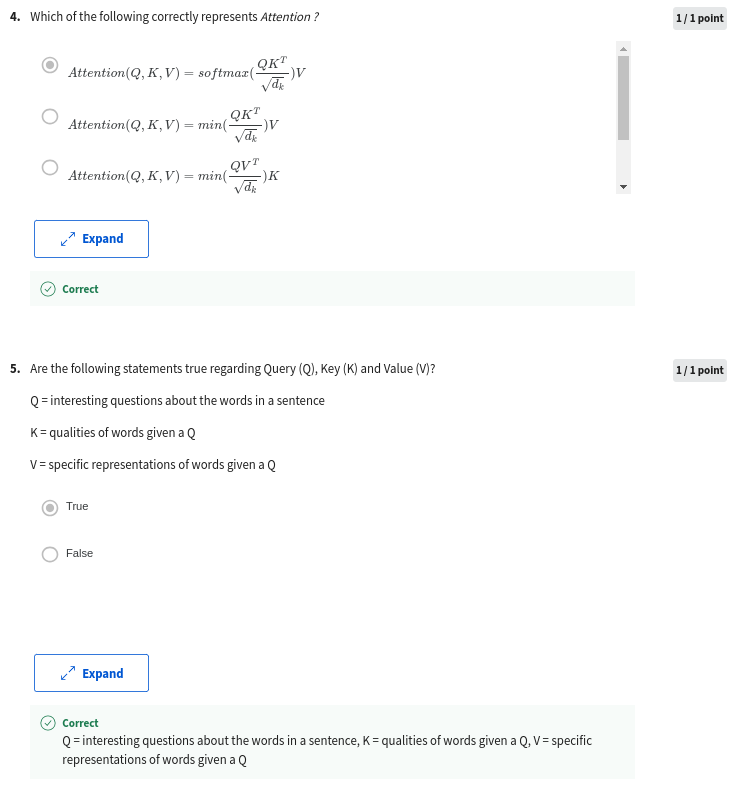 4. Which of the following correctly represents Attention ?
1 / 1 point
Attention(Q, K, V) = softmax(\frac{QK^T}{\sqrt{d_k}})V
Attention(Q, K, V) = min(\frac{QK^T}{\sqrt{d_k}})V
Attention(Q, K, V) = min(\frac{QV^T}{\sqrt{d_k}})K
Expand
Correct
5. Are the following statements true regarding Query (Q), Key (K) and Value (V)?
1 / 1 point
Q = interesting questions about the words in a sentence
K = qualities of words given a Q
V = specific representations of words given a Q
True
False
Expand
Correct
Q = interesting questions about the words in a sentence, K = qualities of words given a Q, V = specific
representations of words given a Q